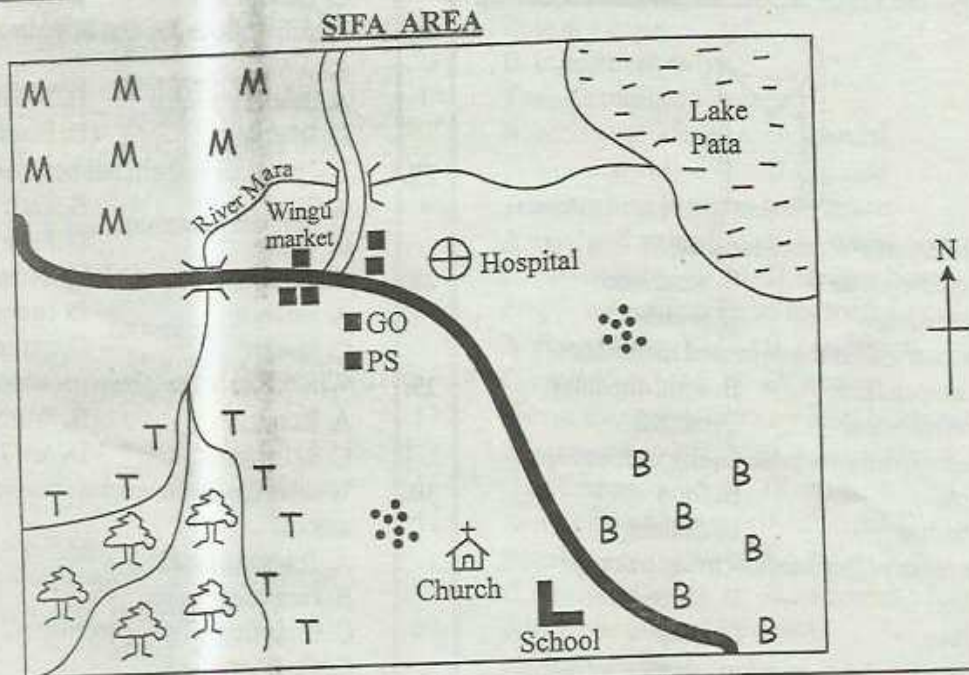 SIFA AREA
M M M
Lake
Pata
M M M
River Mara
M
Wingu
market
N
Hospital
GO
PS
T T
B B
T T T
B B
T
B
Church
T
B
School
T
B